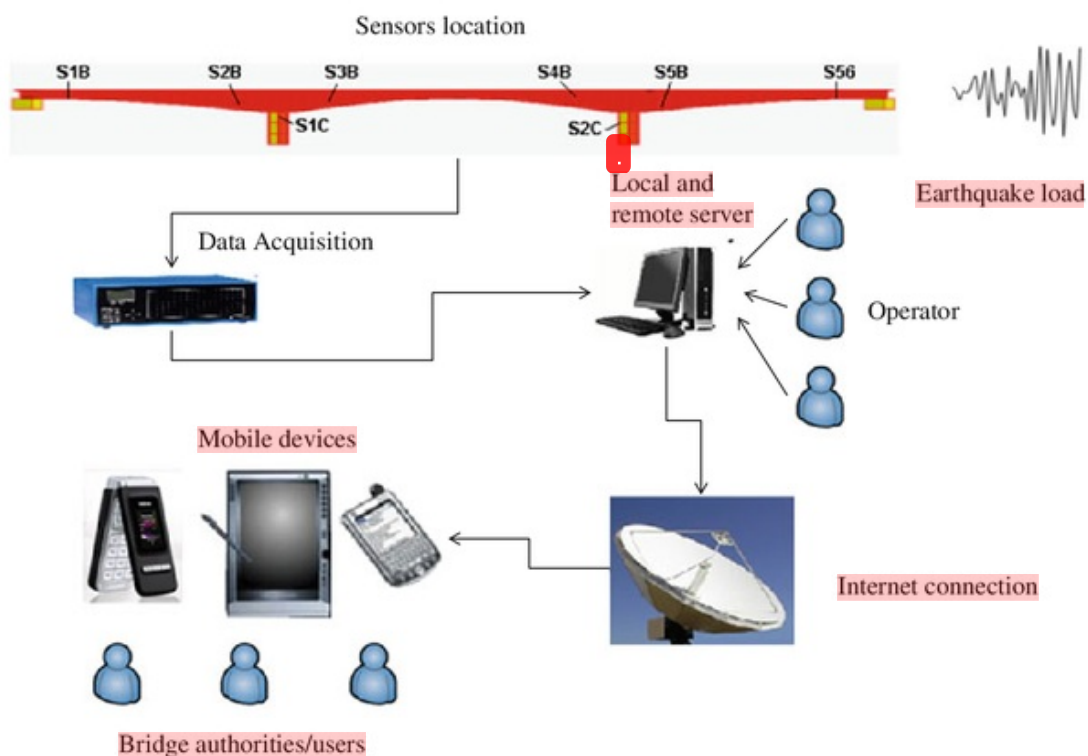 Sensors location
S1B
S2B
S3B
S4B
S5B
S56
S1C
S2C
Local and
remote server
Earthquake load
Data Acquisition
Operator
Mobile devices
Internet connection
Bridge authorities/users